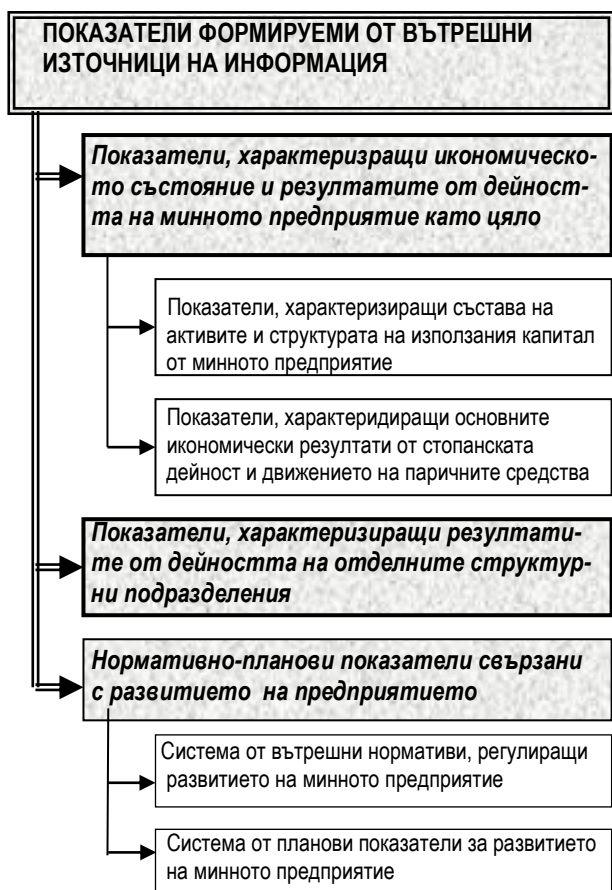 ПОКАЗАТЕЛИ ФОРМИРУЕМИ ОТ ВЪТРЕШНИ
ИЗТОЧНИЦИ НА ИНФОРМАЦИЯ
Показатели, характеризращи икономическо-
то състояние и резултатите от дейност-
та на минното предприятие като цяло
Показатели, характеризиращи състава на
активите и структурата на използания капитал
от минното предприятие
Показатели, характеридиращи основните
икономически резултати от стопанската
дейност и движението на паричните средства
Показатели, характеризиращи резултати-
те от дейността на отделните структур-
ни подразделения
Нормативно-планови показатели свързани
с развитието на предприятието
Система от вътрешни нормативи, регулиращи
развитието на минното предприятие
Система от планови показатели за развитието
на минното предприятие